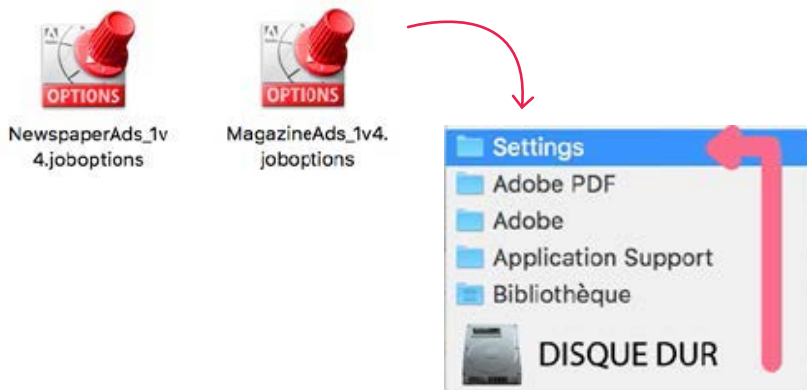 OPTIONS
NewspaperAds_1v
4.joboptions
OPTIONS
MagazineAds_1v4.
joboptions
Settings
Adobe PDF
Adobe
Application Support
Bibliothèque
DISQUE DUR